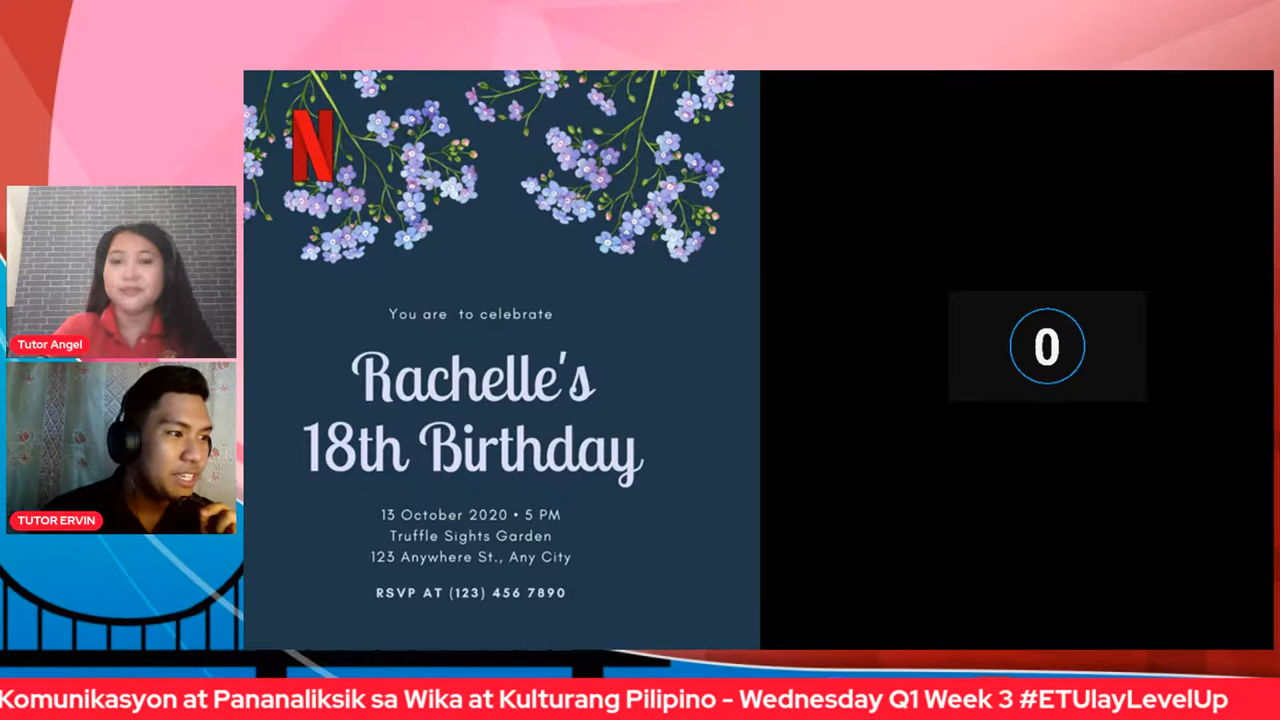 N
You are  to celebrate
Rachelle's
18th Birthday
13 October 2020 • 5 PM
Truffle Sights Garden
123 Anywhere St., Any City
RSVP AT (123) 456 7890
0
Tutor Angel
TUTOR ERVIN
Komunikasyon at Pananaliksik sa Wika at Kulturang Pilipino - Wednesday Q1 Week 3 #ETUlayLevelUp